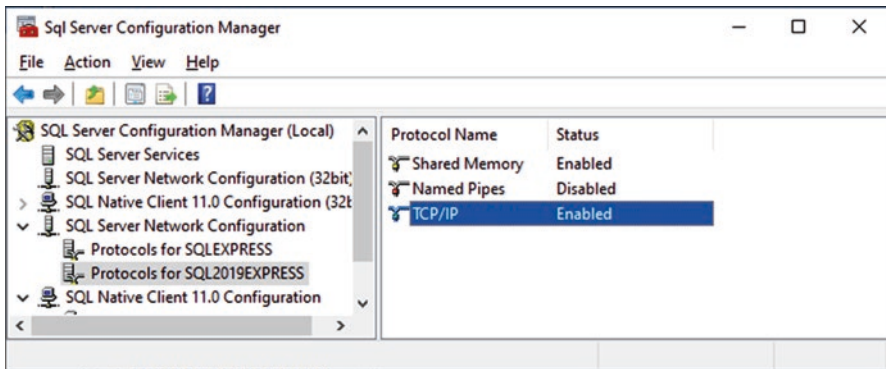 Sql Server Configuration Manager
File Action View Help
SQL Server Configuration Manager (Local)
SQL Server Services
SQL Server Network Configuration (32bit)
SQL Native Client 11.0 Configuration (32b
SQL Server Network Configuration
Protocols for SQLEXPRESS
Protocols for SQL2019EXPRESS
SQL Native Client 11.0 Configuration
Protocol Name Status
Shared Memory Enabled
Named Pipes Disabled
TCP/IP Enabled